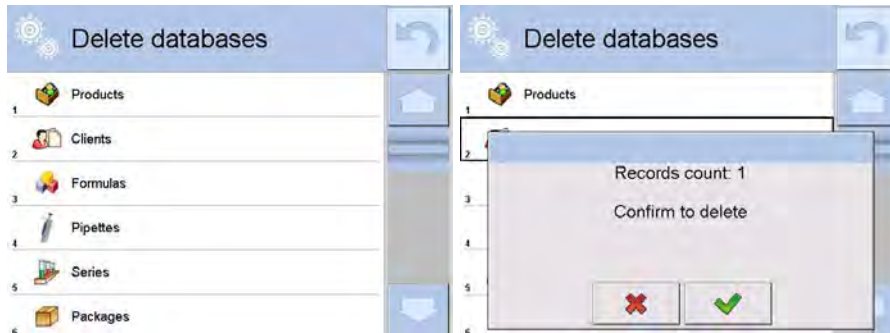 Delete databases
1 Products
2 Clients
3 Formulas
4 Pipettes
5 Series
6 Packages
Delete databases
1 Products
2
Records count: 1
3
Confirm to delete
4
5
6